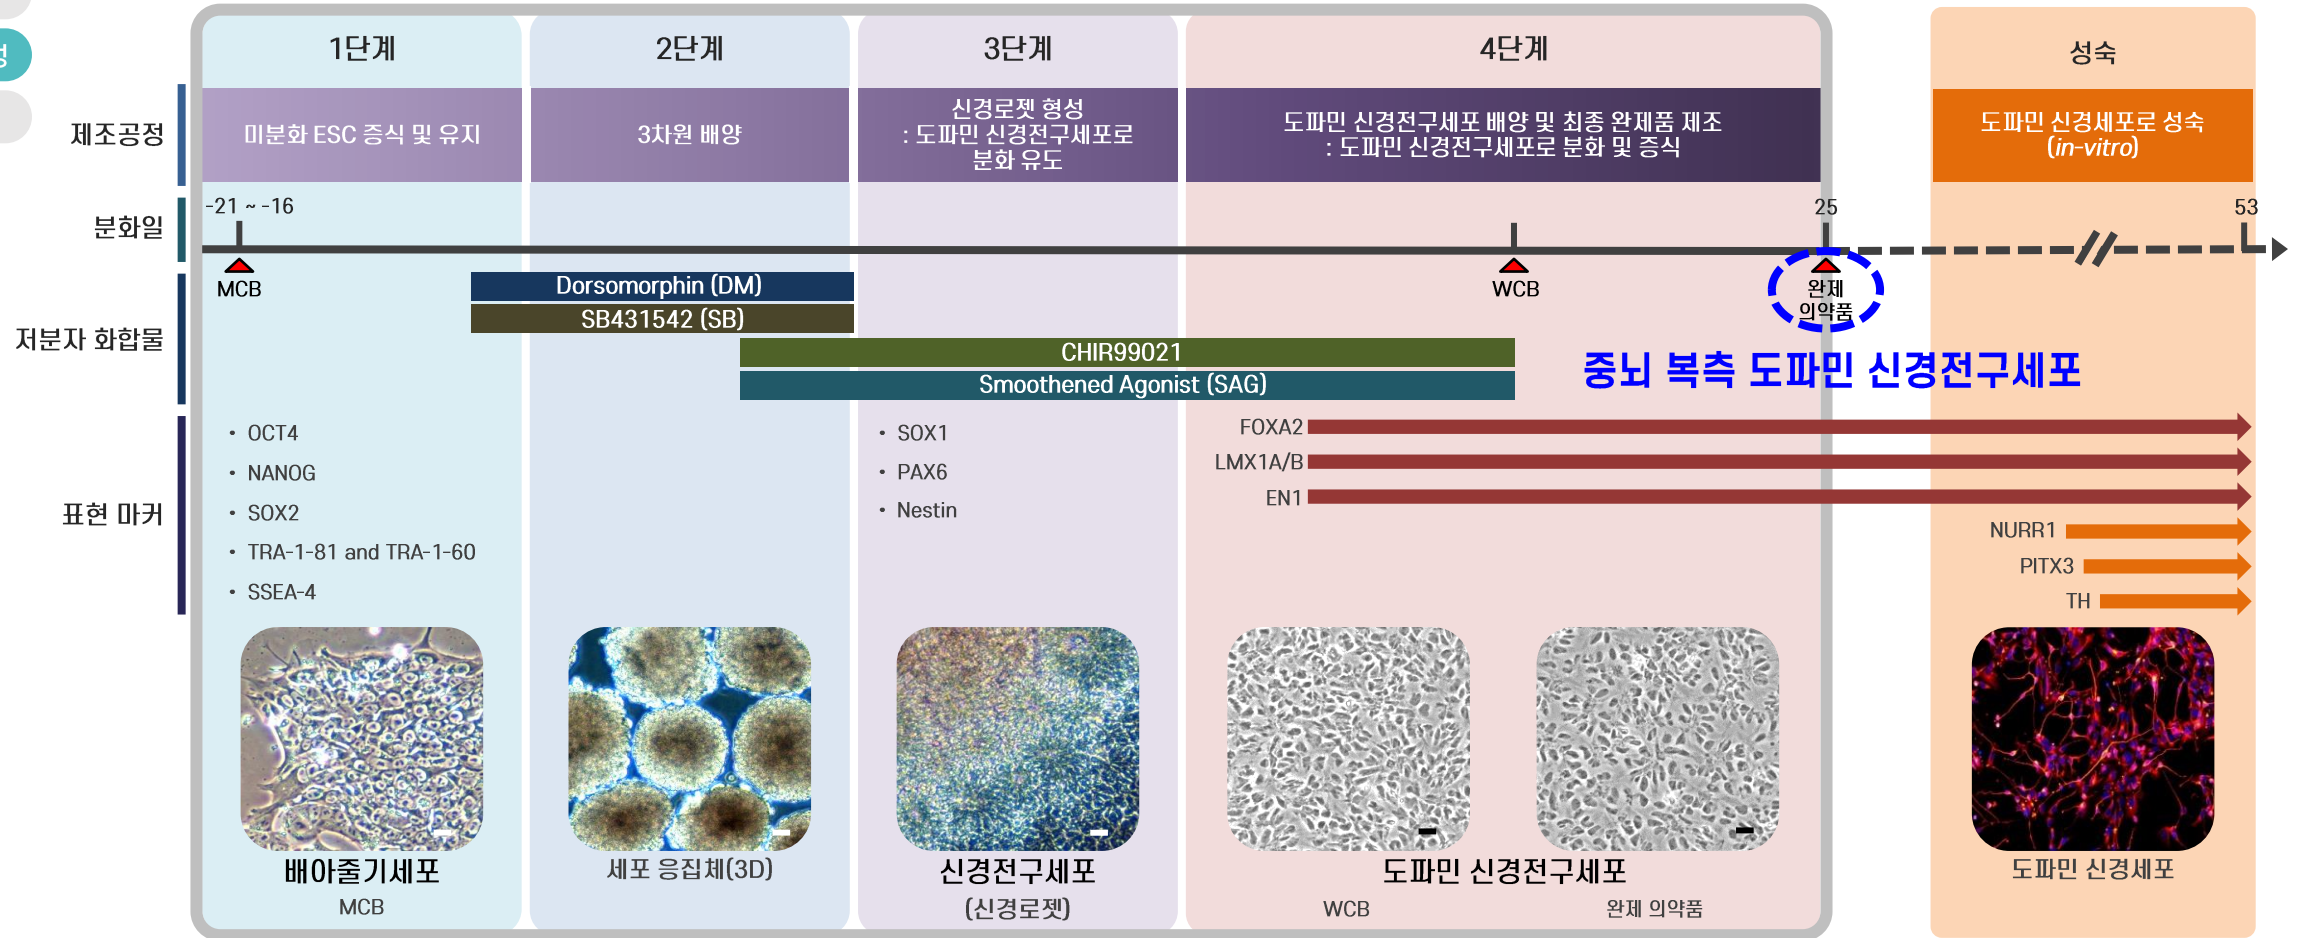 1단계
2단계
3단계
4단계
성숙
제조공정
미분화 ESC 증식 및 유지
3차원 배양
신경로젯 형성
: 도파민 신경전구세포로
분화 유도
도파민 신경전구세포 배양 및 최종 완제품 제조
: 도파민 신경전구세포로 분화 및 증식
도파민 신경세포로 성숙
(in-vitro)
분화일
-21 ~ -16
25
53
MCB
WCB
완제
의약품
저분자 화합물
Dorsomorphin (DM)
SB431542 (SB)
CHIR99021
Smoothened Agonist (SAG)
중뇌 복측 도파민 신경전구세포
표현 마커
• OCT4
• NANOG
• SOX2
• TRA-1-81 and TRA-1-60
• SSEA-4
• SOX1
• PAX6
• Nestin
FOXA2
LMX1A/B
EN1
NURR1
PITX3
TH
배아줄기세포
MCB
세포 응집체(3D)
신경전구세포
(신경로젯)
도파민 신경전구세포
WCB
완제 의약품
도파민 신경세포